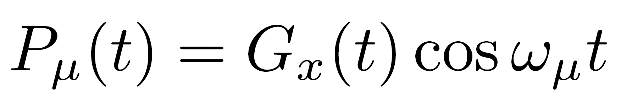 P_μ(t) = G_x(t) cos ω_μ t